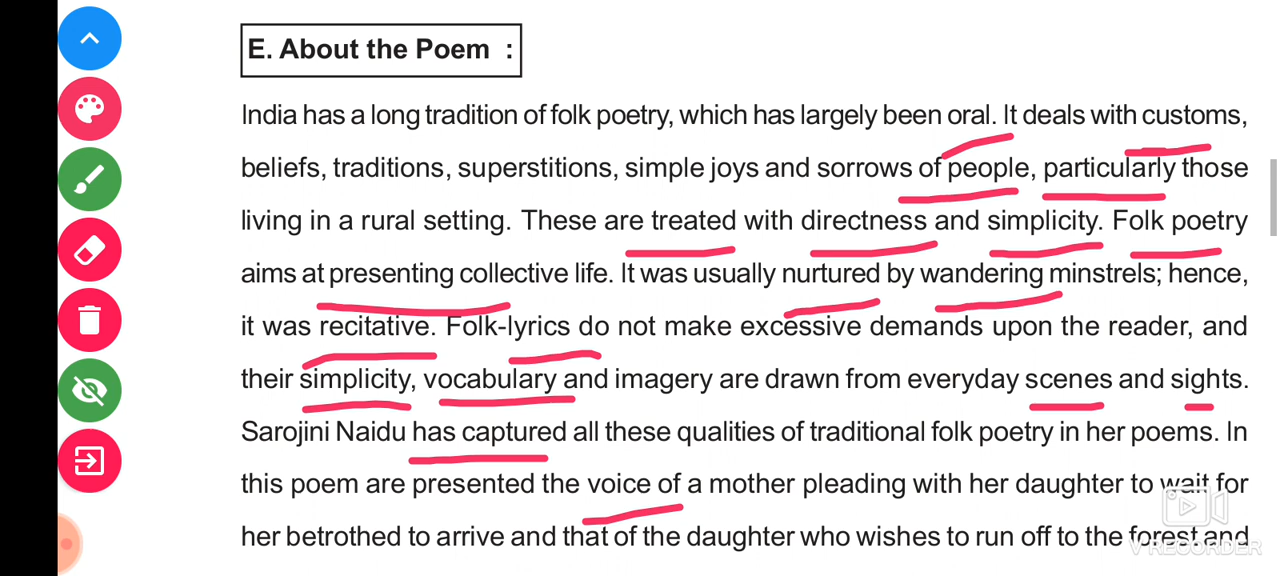 E. About the Poem :
India has a long tradition of folk poetry, which has largely been oral. It deals with customs,
beliefs, traditions, superstitions, simple joys and sorrows of people, particularly those
living in a rural setting. These are treated with directness and simplicity. Folk poetry
aims at presenting collective life. It was usually nurtured by wandering minstrels; hence,
it was recitative. Folk-lyrics do not make excessive demands upon the reader, and
their simplicity, vocabulary and imagery are drawn from everyday scenes and sights.
Sarojini Naidu has captured all these qualities of traditional folk poetry in her poems. In
this poem are presented the voice of a mother pleading with her daughter to wait for
her betrothed to arrive and that of the daughter who wishes to run off to the forest and
V RECORDER